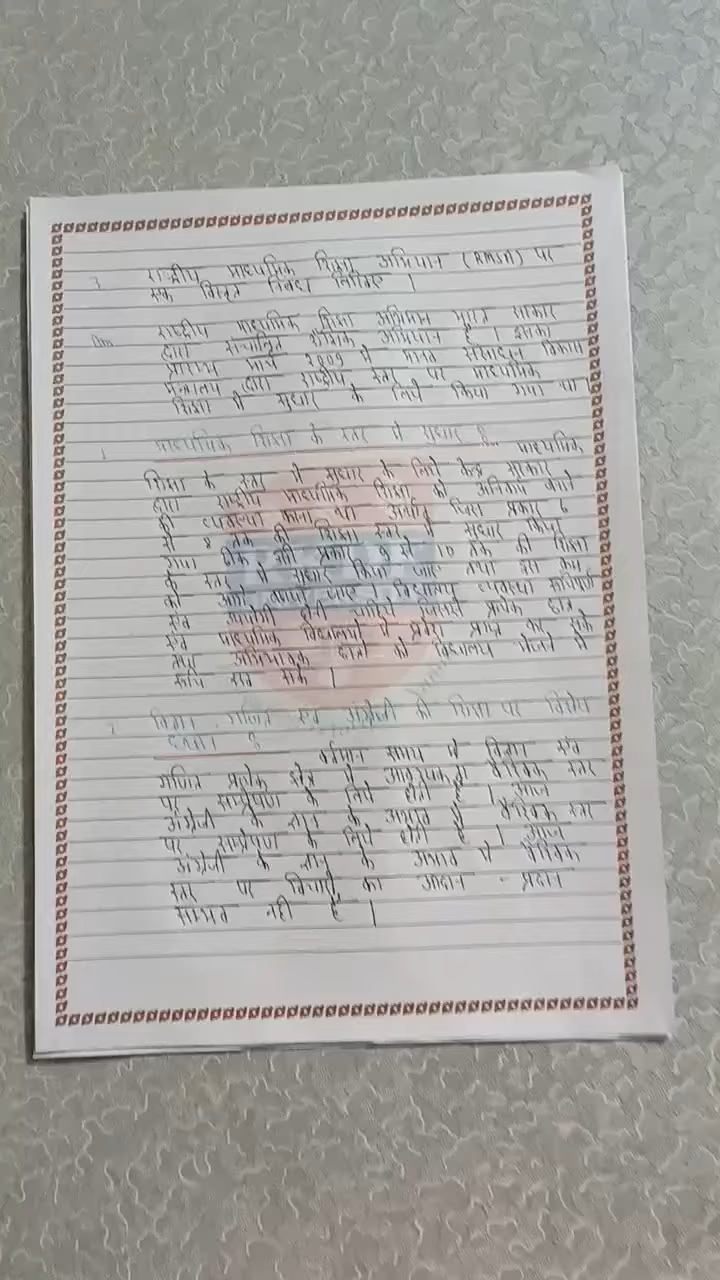 राष्ट्रीय माध्यमिक शिक्षा अभियान (RMSA) पर
एक विस्तृत निबंध लिखिए ।
राष्ट्रीय माध्यमिक शिक्षा अभियान भारत सरकार
द्वारा संचालित शैक्षिक अभियान है । इसका
प्रारम्भ मार्च 2009 में मानव संसाधन विकास
मंत्रालय द्वारा राष्ट्रीय स्तर पर माध्यमिक
शिक्षा में सुधार के लिये किया गया था
माध्यमिक शिक्षा के स्तर में सुधार
माध्यमिक
शिक्षा के स्तर में सुधार के लिये केन्द्र सरकार
द्वारा राष्ट्रीय माध्यमिक शिक्षा को अनिवार्य बनाने
की व्यवस्था करना था अर्थात जिस प्रकार 6
से 8 तक की शिक्षा स्तर में सुधार किया
गया ठीक उसी प्रकार 9 से 10 तक की शिक्षा
के स्तर में सुधार किया जाए तथा इस क्रम
को आगे बढ़ाया जाए । विद्यालय व्यवस्था रूचिपूर्ण
एवं उपयोगी होनी चाहिये जिससे प्रत्येक छात्र
एवं माध्यमिक विद्यालयों में प्रवेश प्राप्त कर सके
तथा अभिभावक छात्रों को विद्यालय भेजने में
रूचि रख सके ।
गणित एवं अंग्रेजी की शिक्षा पर विशेष
वर्तमान समय में विज्ञान एवं
गणित प्रत्येक क्षेत्र में आवश्यकता वैश्विक स्तर
पर सम्प्रेषण के लिये होती है । आज
अंग्रेजी के ज्ञान के अभाव में वैश्विक स्तर
पर सम्प्रेषण के लिये होती है । आज
अंग्रेजी के ज्ञान के अभाव में वैश्विक
स्तर पर विचारों का आदान - प्रदान
सम्भव नही है ।